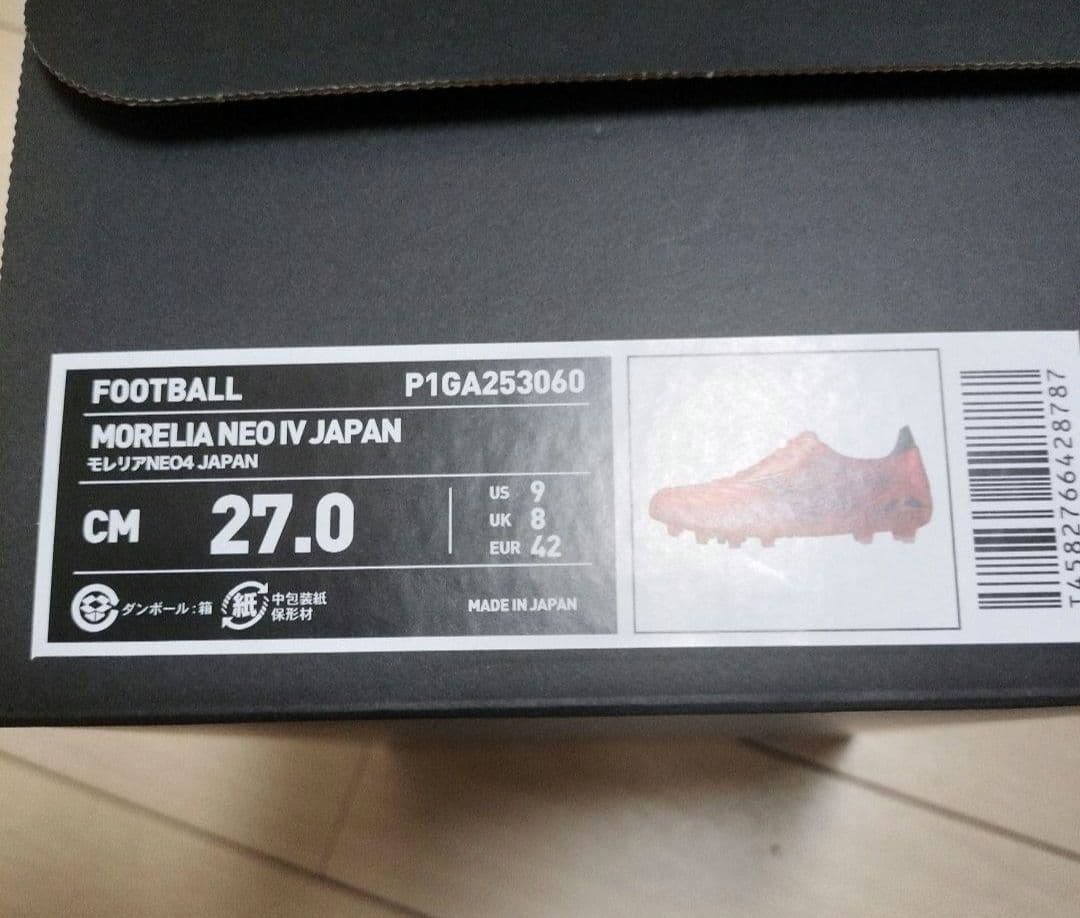 FOOTBALL P1GA253060
MORELIA NEO IV JAPAN
モレリアNEO4 JAPAN
CM 27.0
US 9
UK 8
EUR 42
ダンボール:箱
紙
中包装紙
保形材
MADE IN JAPAN
T458276642878​7